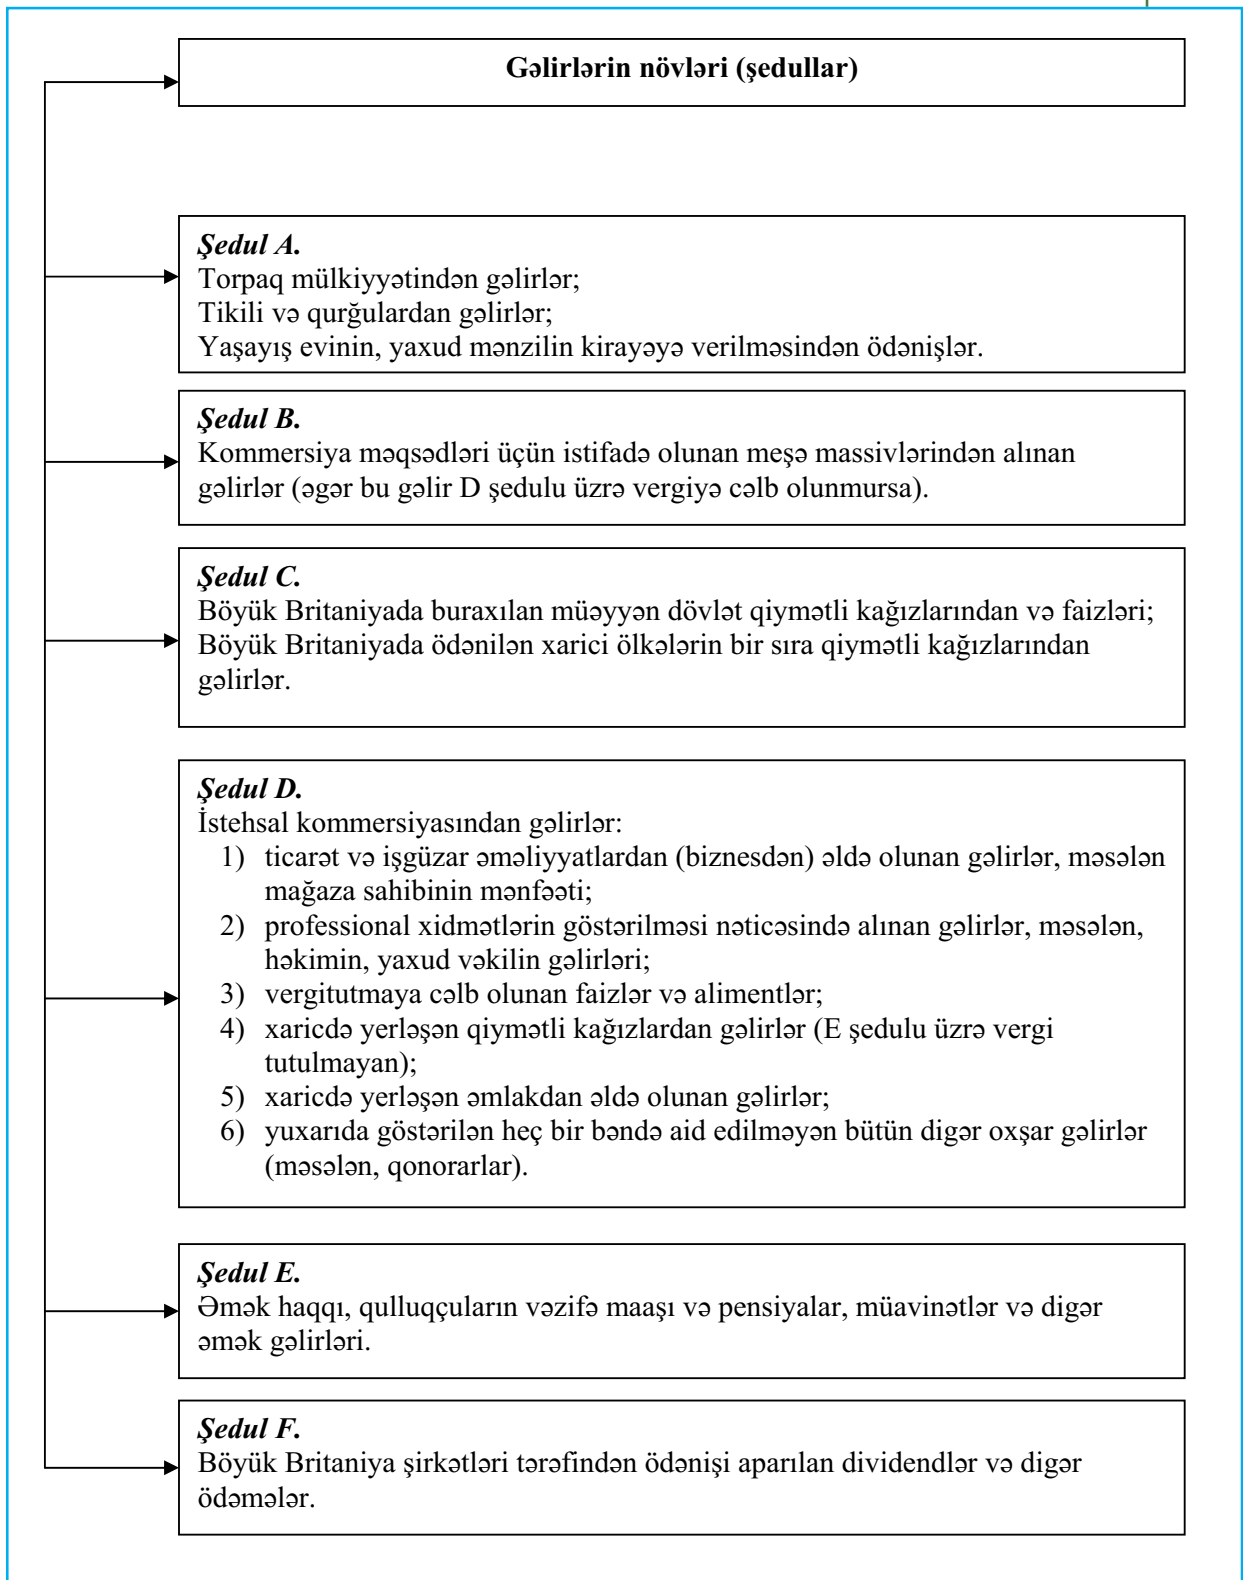 Gəlirlərin növləri (şedullar)
Şedul A.
Torpaq mülkiyyətindən gəlirlər;
Tikili və qurğulardan gəlirlər;
Yaşayış evinin, yaxud mənzilin kirayəyə verilməsindən ödənişlər.
Şedul B.
Kommersiya məqsədləri üçün istifadə olunan meşə massivlərindən alınan
gəlirlər (əgər bu gəlir D şedulu üzrə vergiyə cəlb olunmursa).
Şedul C.
Böyük Britaniyada buraxılan müəyyən dövlət qiymətli kağızlarından və faizləri;
Böyük Britaniyada ödənilən xarici ölkələrin bir sıra qiymətli kağızlarından
gəlirlər.
Şedul D.
İstehsal kommersiyasından gəlirlər:
1) ticarət və işgüzar əməliyyatlardan (biznesdən) əldə olunan gəlirlər, məsələn
mağaza sahibinin mənfəəti;
2) professional xidmətlərin göstərilməsi nəticəsində alınan gəlirlər, məsələn,
həkimin, yaxud vəkilin gəlirləri;
3) vergitutmaya cəlb olunan faizlər və alimentlər;
4) xaricdə yerləşən qiymətli kağızlardan gəlirlər (E şedulu üzrə vergi
tutulmayan);
5) xaricdə yerləşən əmlakdan əldə olunan gəlirlər;
6) yuxarıda göstərilən heç bir bəndə aid edilməyən bütün digər oxşar gəlirlər
(məsələn, qonorarlar).
Şedul E.
Əmək haqqı, qulluqçuların vəzifə maaşı və pensiyalar, müavinətlər və digər
əmək gəlirləri.
Şedul F.
Böyük Britaniya şirkətləri tərəfindən ödənişi aparılan dividendlər və digər
ödəmələr.